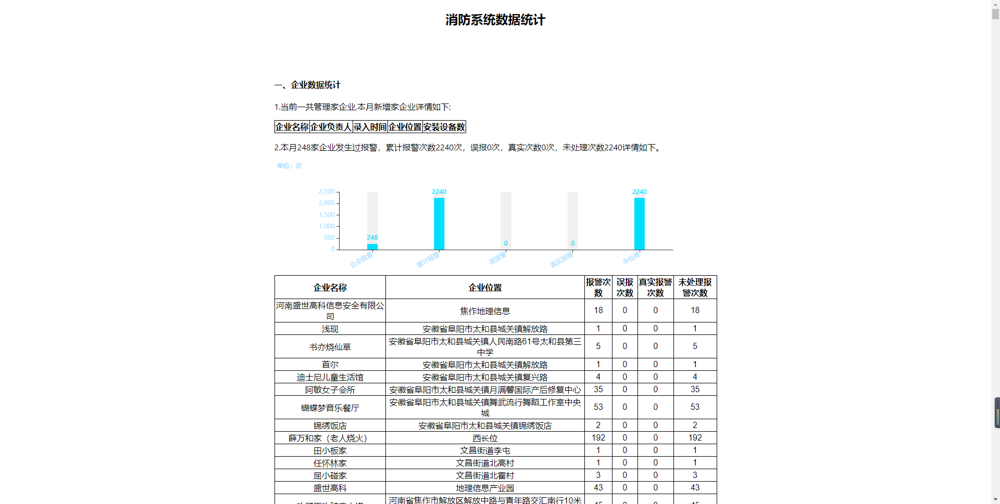 消防系统数据统计
一、企业数据统计
1.当前一共管理家企业,本月新增家企业详情如下:
企业名称 企业负责人 录入时间 企业位置 安装设备数
2.本月248家企业发生过报警，累计报警次数2240次，误报0次，真实次数0次，未处理次数2240详情如下。
单位：次
2,500
2,000
1,500
1,000
500
0
248
2240
0
0
2240
企业数量
累计报警
误报警
真实报警
未处理
企业名称 企业位置 报警次数 误报次数 真实报警次数 未处理报警次数
河南盛世高科信息安全有限公司 焦作地理信息 18 0 0 18
浅现 安徽省阜阳市太和县城关镇解放路 1 0 0 1
书亦烧仙草 安徽省阜阳市太和县城关镇人民南路61号太和县第三中学 5 0 0 5
首尔 安徽省阜阳市太和县城关镇解放路 1 0 0 1
迪士尼儿童生活馆 安徽省阜阳市太和县城关镇复兴路 4 0 0 4
阿敏女子会所 安徽省阜阳市太和县城关镇月满馨国际产后修复中心 35 0 0 35
蝴蝶梦音乐餐厅 安徽省阜阳市太和县城关镇舞武流行舞蹈工作室中央城 53 0 0 53
锦绣饭店 安徽省阜阳市太和县城关镇锦绣饭店 2 0 0 2
薛万和家（老人烧火） 西长位 192 0 0 192
田小板家 文昌街道李屯 1 0 0 1
任怀林家 文昌街道北高村 1 0 0 1
屈小碰家 文昌街道北霍村 3 0 0 3
盛世高科 地理信息产业园 43 0 0 43
河南省焦作市解放区解放中路与青年路交汇南行10米